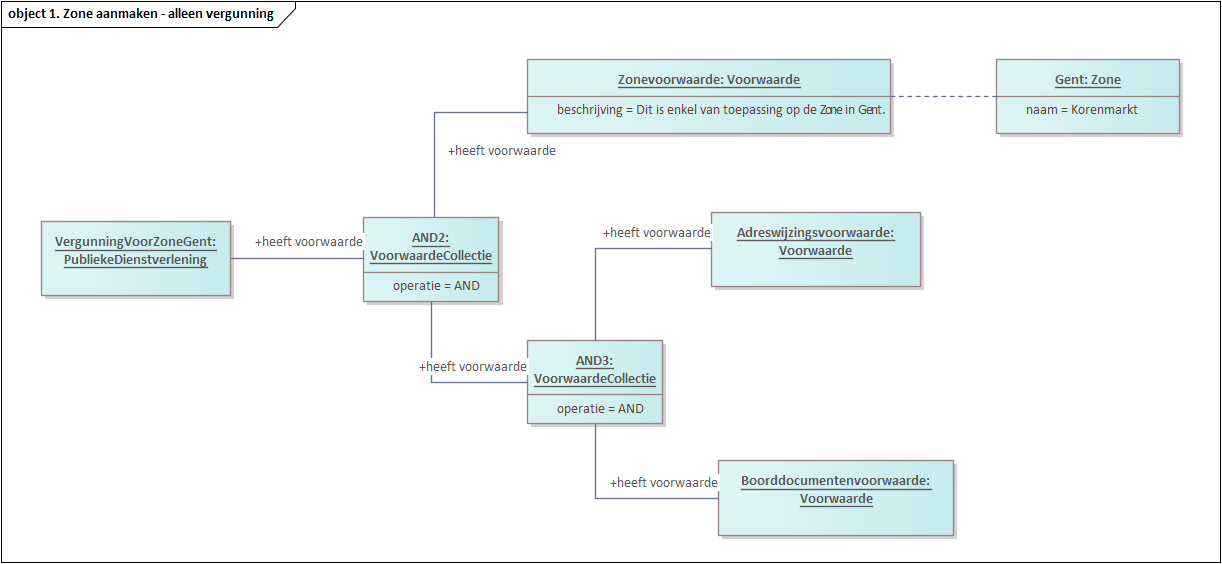 object 1. Zone aanmaken - alleen vergunning
Zonevoorwaarde: Voorwaarde
beschrijving = Dit is enkel van toepassing op de Zone in Gent.
Gent: Zone
naam = Korenmarkt
+heeft voorwaarde
VergunningVoorZoneGent:
PubliekeDienstverlening
+heeft voorwaarde
AND2:
VoorwaardeCollectie
operatie = AND
+heeft voorwaarde
Adreswijzingsvoorwaarde:
Voorwaarde
+heeft voorwaarde
AND3:
VoorwaardeCollectie
operatie = AND
+heeft voorwaarde
Boorddocumentenvoorwaarde:
Voorwaarde